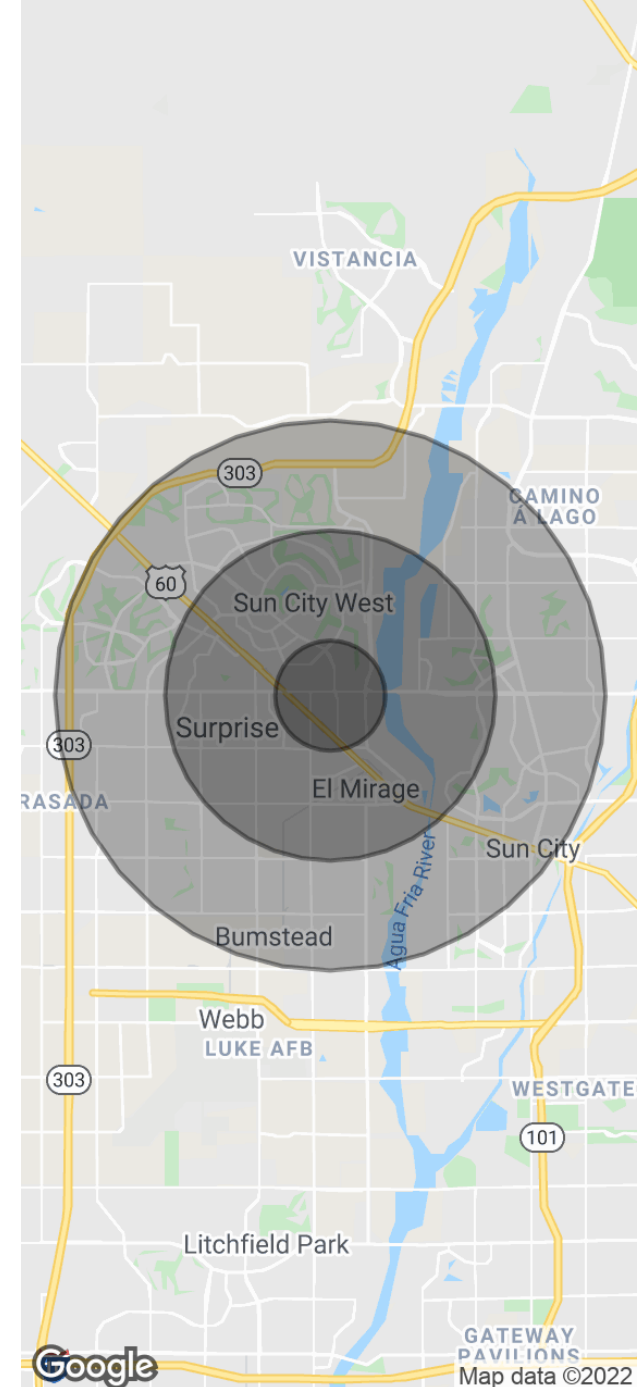 VISTANCIA
303
CAMINO
Á LAGO
60
Sun City West
Surprise
303
El Mirage
RASADA
Sun City
Agua Fria River
Bumstead
Webb
LUKE AFB
303
WESTGATE
101
Litchfield Park
GATEWAY
PAVILIONS
Google
Map data ©2022